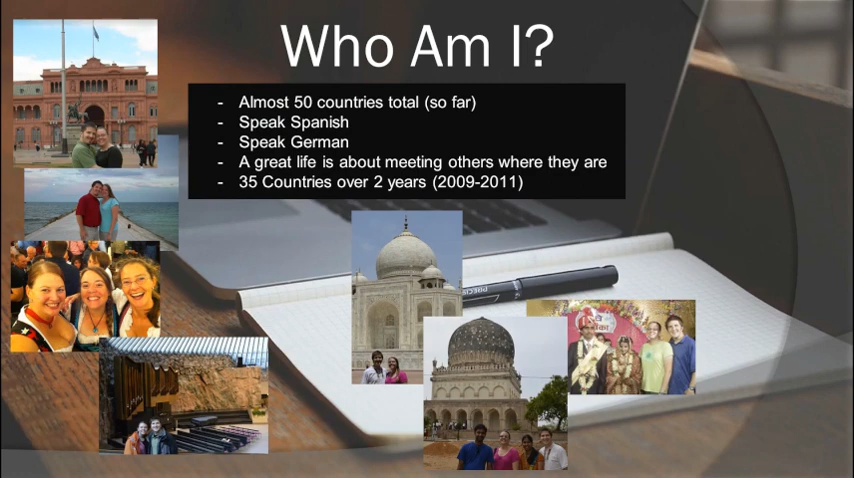 Who Am I?
- Almost 50 countries total (so far)
- Speak Spanish
- Speak German
- A great life is about meeting others where they are
- 35 Countries over 2 years (2009-2011)